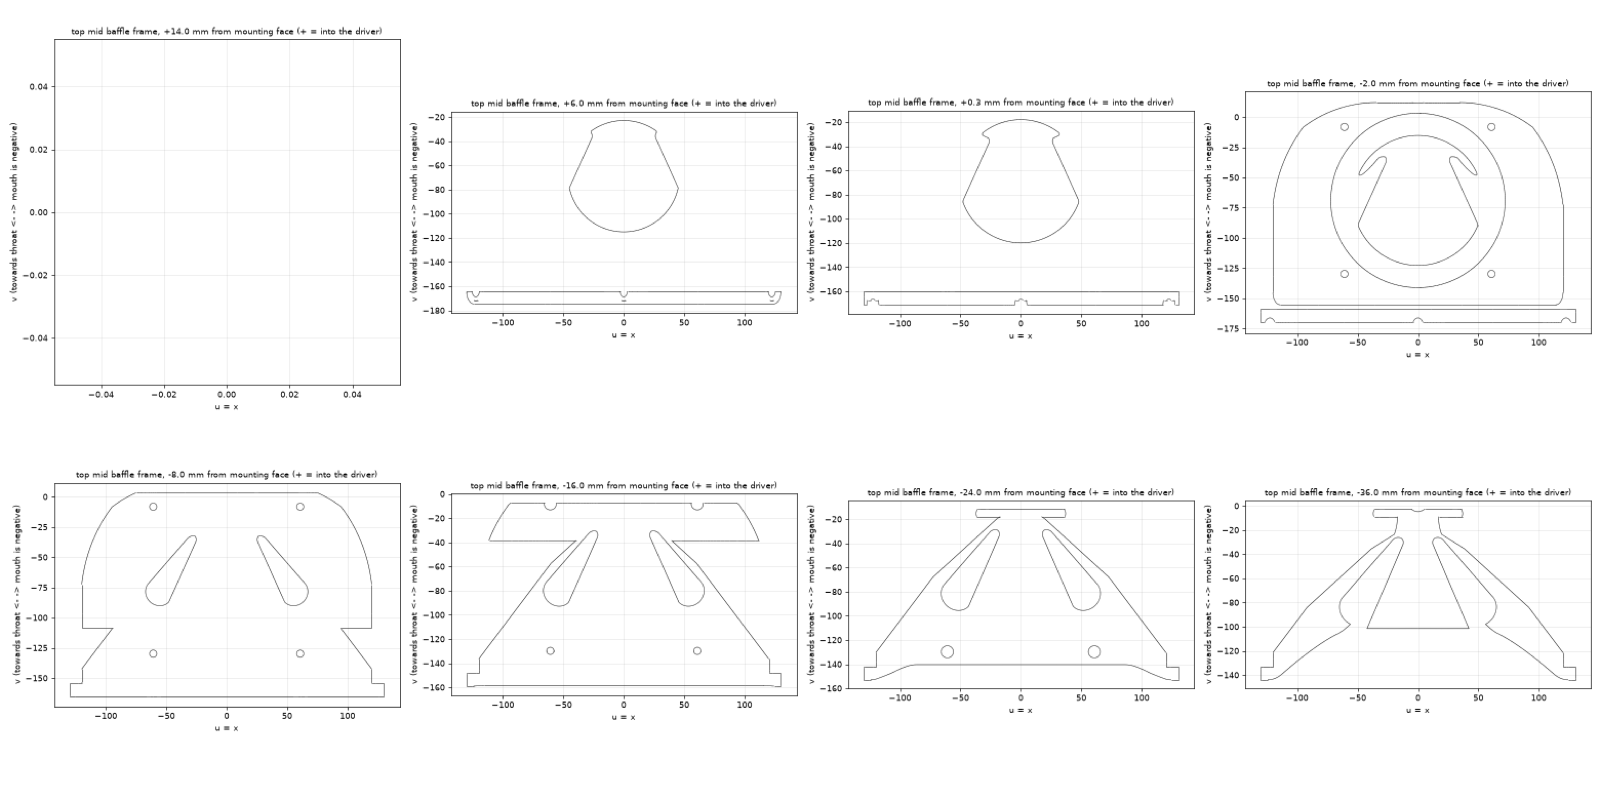 top mid baffle frame, +14.0 mm from mounting face (+ = into the driver)
v (towards throat <--> mouth is negative)
0.04
0.02
0.00
−0.02
−0.04
−0.04 −0.02 0.00 0.02 0.04
u = x
top mid baffle frame, +6.0 mm from mounting face (+ = into the driver)
v (towards throat <--> mouth is negative)
−20
−40
−60
−80
−100
−120
−140
−160
−180
−100 −50 0 50 100
u = x
top mid baffle frame, +0.3 mm from mounting face (+ = into the driver)
v (towards throat <--> mouth is negative)
−20
−40
−60
−80
−100
−120
−140
−160
−100 −50 0 50 100
u = x
top mid baffle frame, -2.0 mm from mounting face (+ = into the driver)
v (towards throat <--> mouth is negative)
0
−25
−50
−75
−100
−125
−150
−175
−100 −50 0 50 100
u = x
top mid baffle frame, -8.0 mm from mounting face (+ = into the driver)
v (towards throat <--> mouth is negative)
0
−25
−50
−75
−100
−125
−150
−100 −50 0 50 100
u = x
top mid baffle frame, -16.0 mm from mounting face (+ = into the driver)
v (towards throat <--> mouth is negative)
0
−20
−40
−60
−80
−100
−120
−140
−160
−100 −50 0 50 100
u = x
top mid baffle frame, -24.0 mm from mounting face (+ = into the driver)
v (towards throat <--> mouth is negative)
−20
−40
−60
−80
−100
−120
−140
−160
−100 −50 0 50 100
u = x
top mid baffle frame, -36.0 mm from mounting face (+ = into the driver)
v (towards throat <--> mouth is negative)
0
−20
−40
−60
−80
−100
−120
−140
−100 −50 0 50 100
u = x